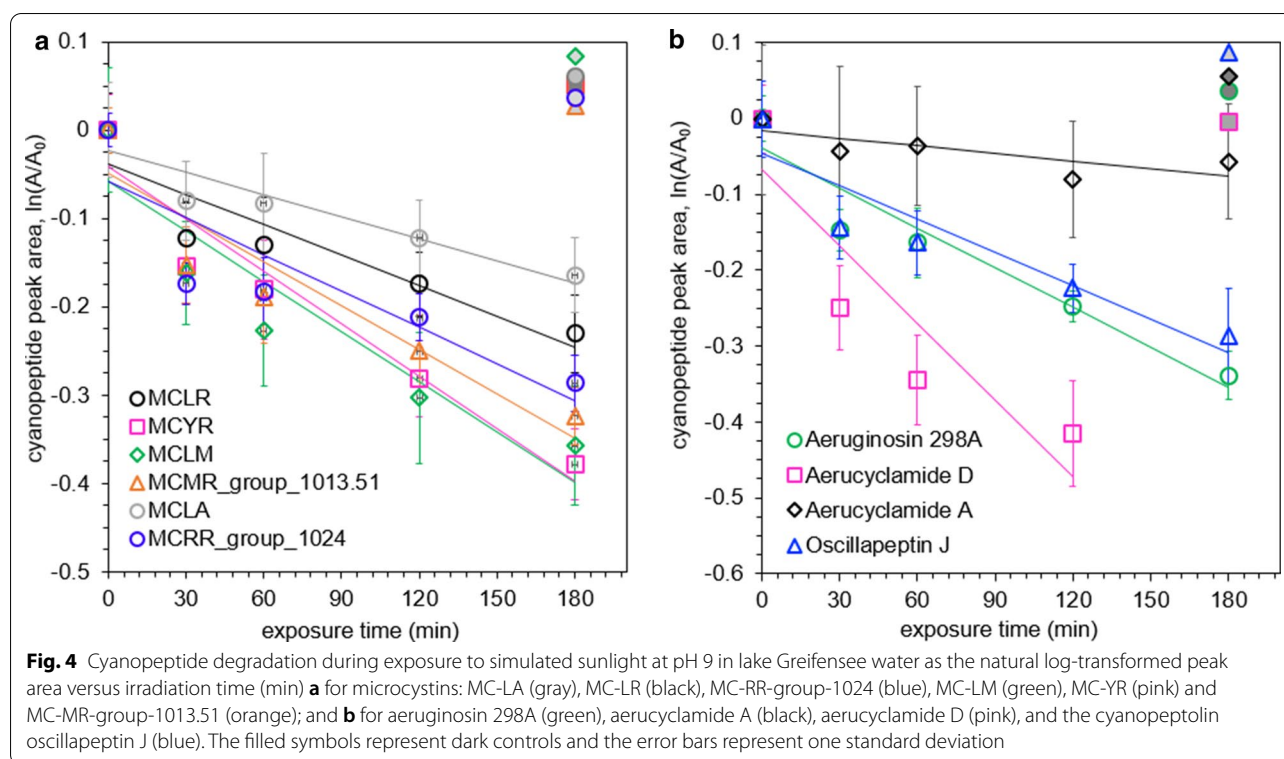 a
cyanopeptide peak area, ln(A/A₀)
0.1
0
-0.1
-0.2
-0.3
-0.4
-0.5
MCLR
MCYR
MCLM
MCMR_group_1013.51
MCLA
MCRR_group_1024
0 30 60 90 120 150 180
exposure time (min)
b
cyanopeptide peak area, ln(A/A₀)
0.1
0
-0.1
-0.2
-0.3
-0.4
-0.5
-0.6
Aeruginosin 298A
Aerucyclamide D
Aerucyclamide A
Oscillapeptin J
0 30 60 90 120 150 180
exposure time (min)
Fig. 4 Cyanopeptide degradation during exposure to simulated sunlight at pH 9 in lake Greifensee water as the natural log-transformed peak
area versus irradiation time (min) a for microcystins: MC-LA (gray), MC-LR (black), MC-RR-group-1024 (blue), MC-LM (green), MC-YR (pink) and
MC-MR-group-1013.51 (orange); and b for aeruginosin 298A (green), aerucyclamide A (black), aerucyclamide D (pink), and the cyanopeptolin
oscillapeptin J (blue). The filled symbols represent dark controls and the error bars represent one standard deviation